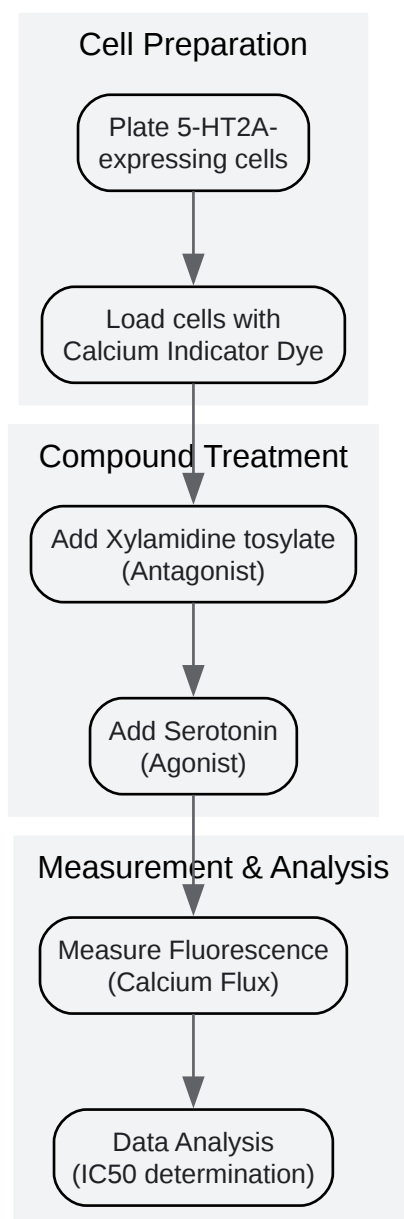 Cell Preparation
Plate 5-HT2A-
expressing cells
Load cells with
Calcium Indicator Dye
Compound Treatment
Add Xylamidine tosylate
(Antagonist)
Add Serotonin
(Agonist)
Measurement & Analysis
Measure Fluorescence
(Calcium Flux)
Data Analysis
(IC50 determination)